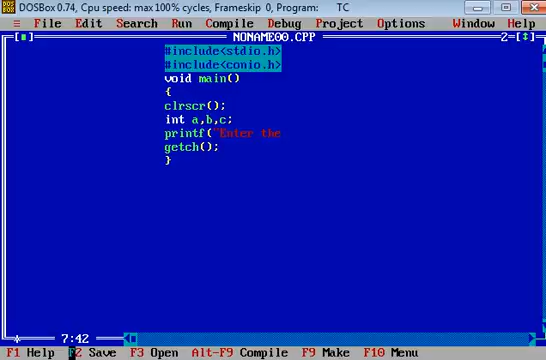 DOSBox 0.74, Cpu speed: max 100% cycles, Frameskip 0, Program: TC
≡ File Edit Search Run Compile Debug Project Options Window Help
[■] NONAME00.CPP 2=[↕]
#include<stdio.h>
#include<conio.h>
void main()
{
clrscr();
int a,b,c;
printf("Enter the
getch();
}
* 7:42
F1 Help F2 Save F3 Open Alt-F9 Compile F9 Make F10 Menu